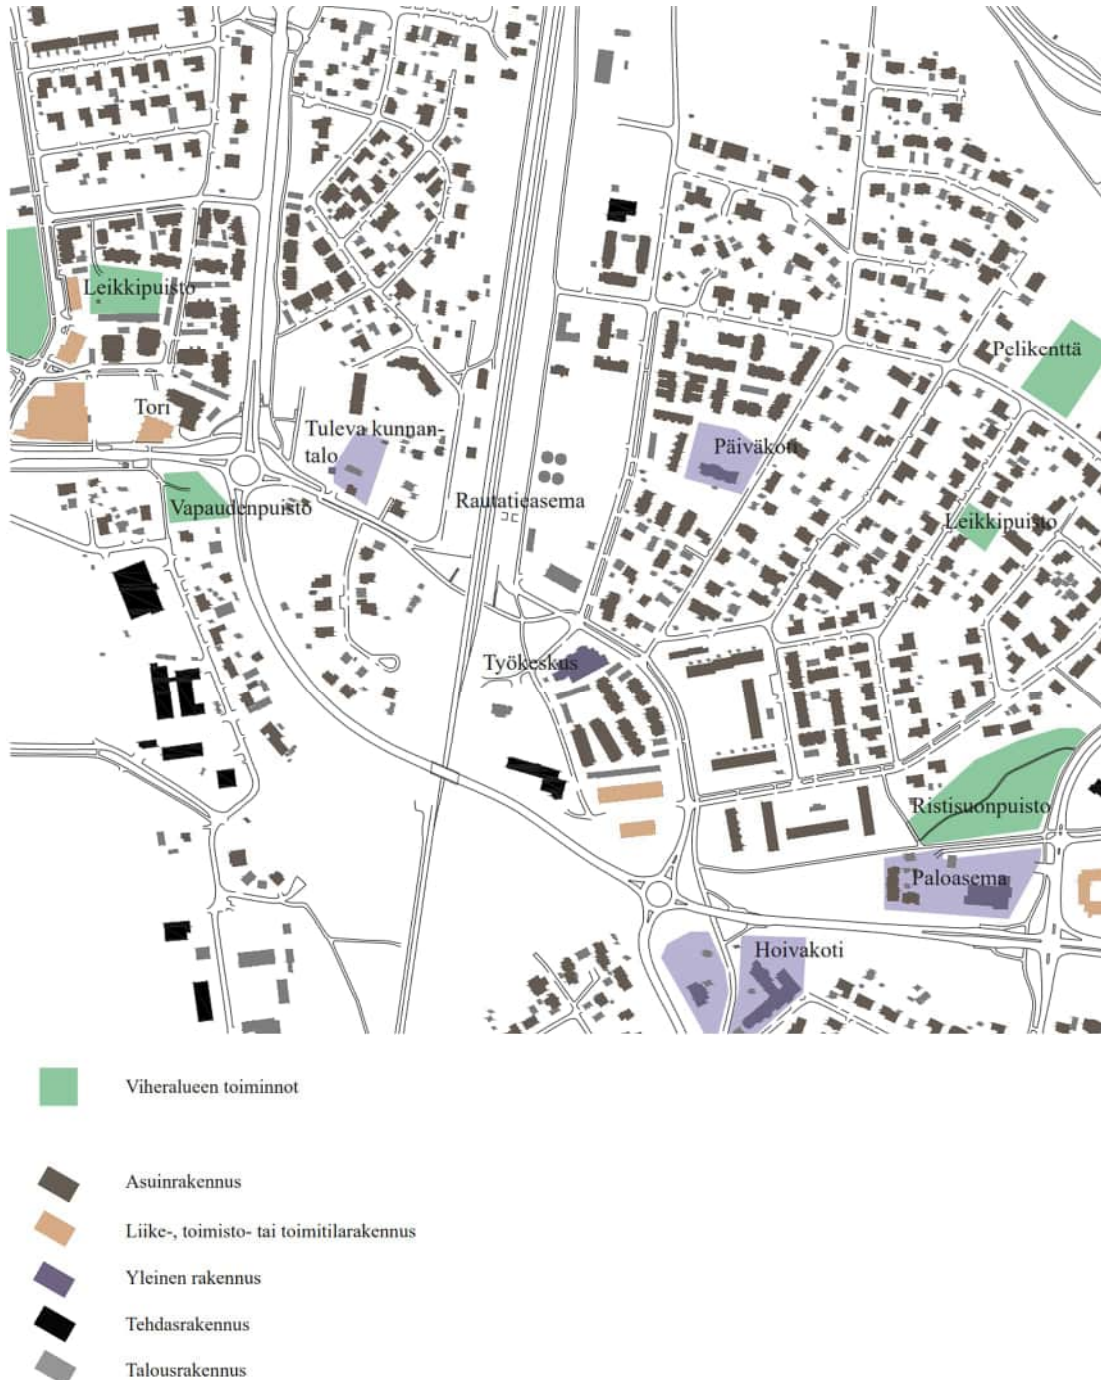 Leikkipuisto
Pelikenttä
Tori
Tuleva kunnan-
talo
Päiväkoti
Rautatieasema
Vapaudenpuisto
Leikkipuisto
Työkeskus
Ristisuonpuisto
Paloasema
Hoivakoti
Viheralueen toiminnot
Asuinrakennus
Liike-, toimisto- tai toimitilarakennus
Yleinen rakennus
Tehdasrakennus
Talousrakennus